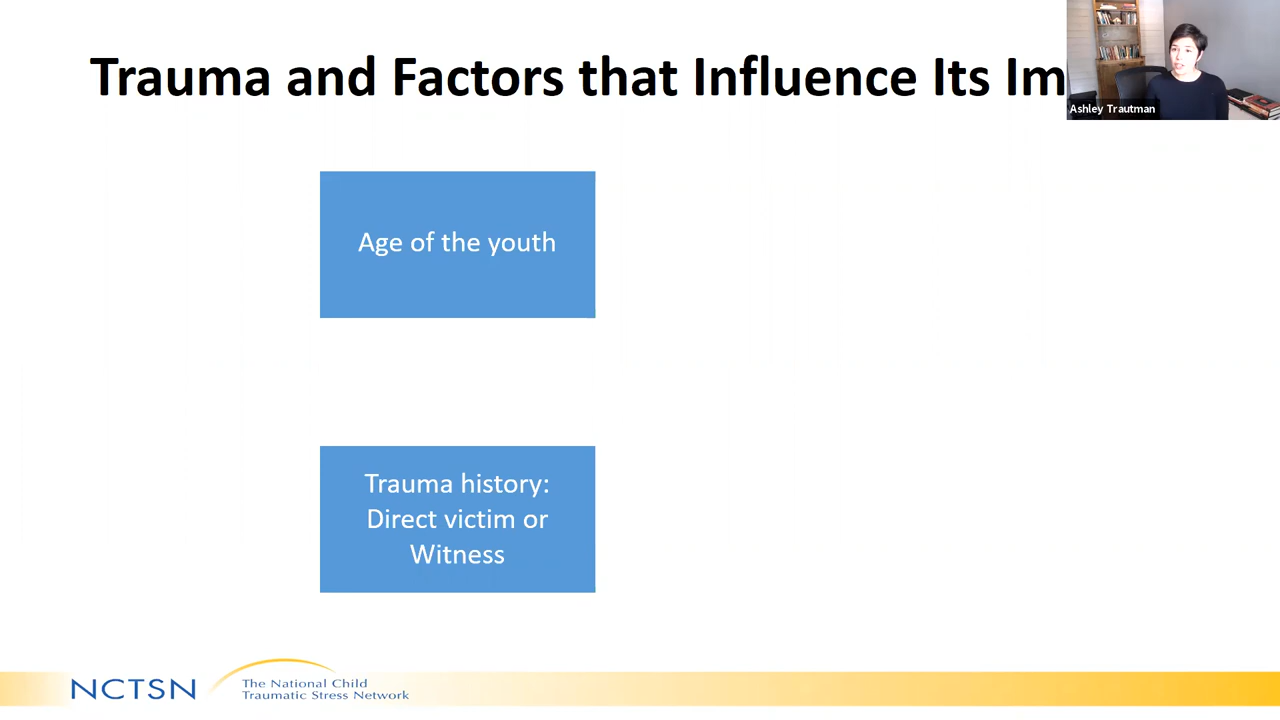 Trauma and Factors that Influence Its Im
Ashley Trautman
Age of the youth
Trauma history:
Direct victim or
Witness
NCTSN
The National Child
Traumatic Stress Network